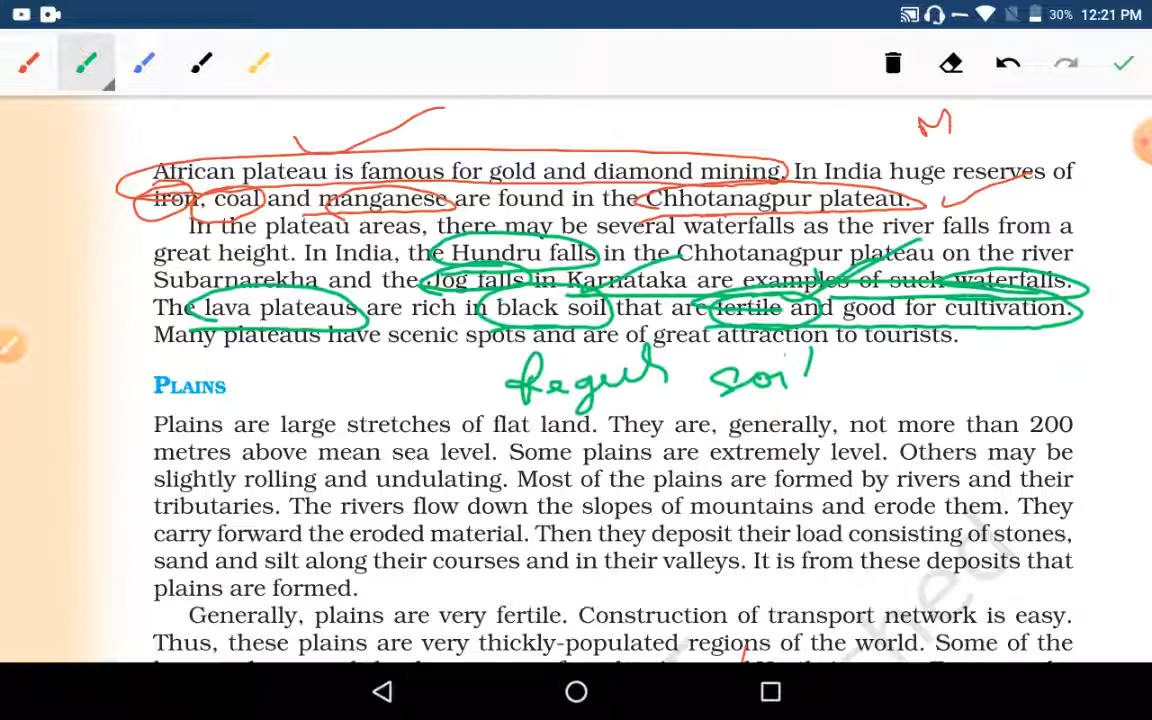 30% 12:21 PM
M
African plateau is famous for gold and diamond mining. In India huge reserves of
iron, coal and manganese are found in the Chhotanagpur plateau.
In the plateau areas, there may be several waterfalls as the river falls from a
great height. In India, the Hundru falls in the Chhotanagpur plateau on the river
Subarnarekha and the Jog falls in Karnataka are examples of such waterfalls.
The lava plateaus are rich in black soil that are fertile and good for cultivation.
Many plateaus have scenic spots and are of great attraction to tourists.
Regur soil
PLAINS
Plains are large stretches of flat land. They are, generally, not more than 200
metres above mean sea level. Some plains are extremely level. Others may be
slightly rolling and undulating. Most of the plains are formed by rivers and their
tributaries. The rivers flow down the slopes of mountains and erode them. They
carry forward the eroded material. Then they deposit their load consisting of stones,
sand and silt along their courses and in their valleys. It is from these deposits that
plains are formed.
Generally, plains are very fertile. Construction of transport network is easy.
Thus, these plains are very thickly-populated regions of the world. Some of the